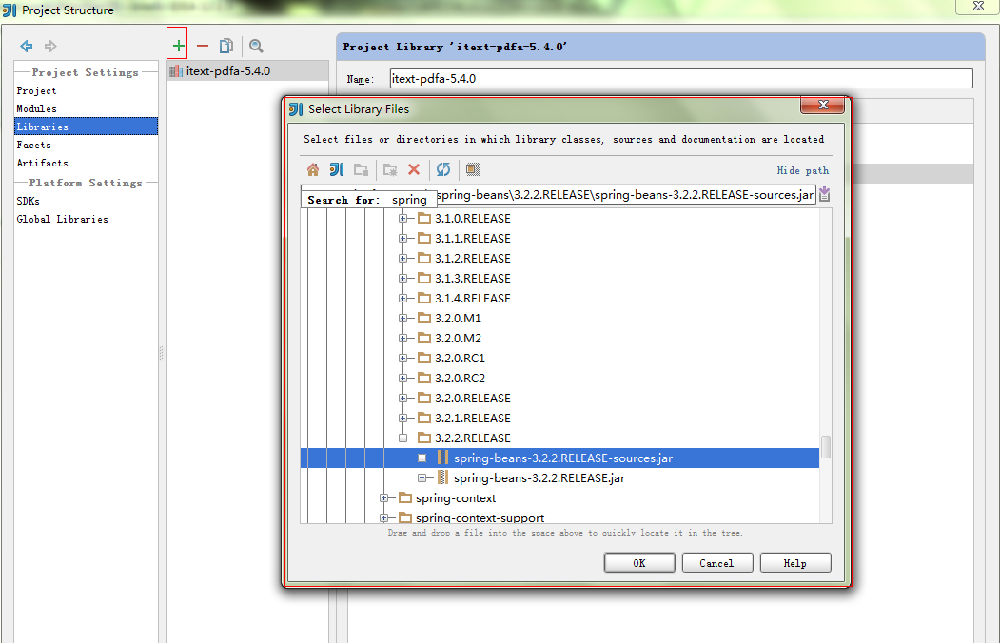 Project Structure
Project Settings
Project
Modules
Libraries
Facets
Artifacts
Platform Settings
SDKs
Global Libraries
itext-pdfa-5.4.0
Project Library 'itext-pdfa-5.4.0'
Name: itext-pdfa-5.4.0
Select Library Files
Select files or directories in which library classes, sources and documentation are located
Hide path
Search for: spring
spring-beans\3.2.2.RELEASE\spring-beans-3.2.2.RELEASE-sources.jar
3.1.0.RELEASE
3.1.1.RELEASE
3.1.2.RELEASE
3.1.3.RELEASE
3.1.4.RELEASE
3.2.0.M1
3.2.0.M2
3.2.0.RC1
3.2.0.RC2
3.2.0.RELEASE
3.2.1.RELEASE
3.2.2.RELEASE
spring-beans-3.2.2.RELEASE-sources.jar
spring-beans-3.2.2.RELEASE.jar
spring-context
spring-context-support
Drag and drop a file into the space above to quickly locate it in the tree.
OK
Cancel
Help